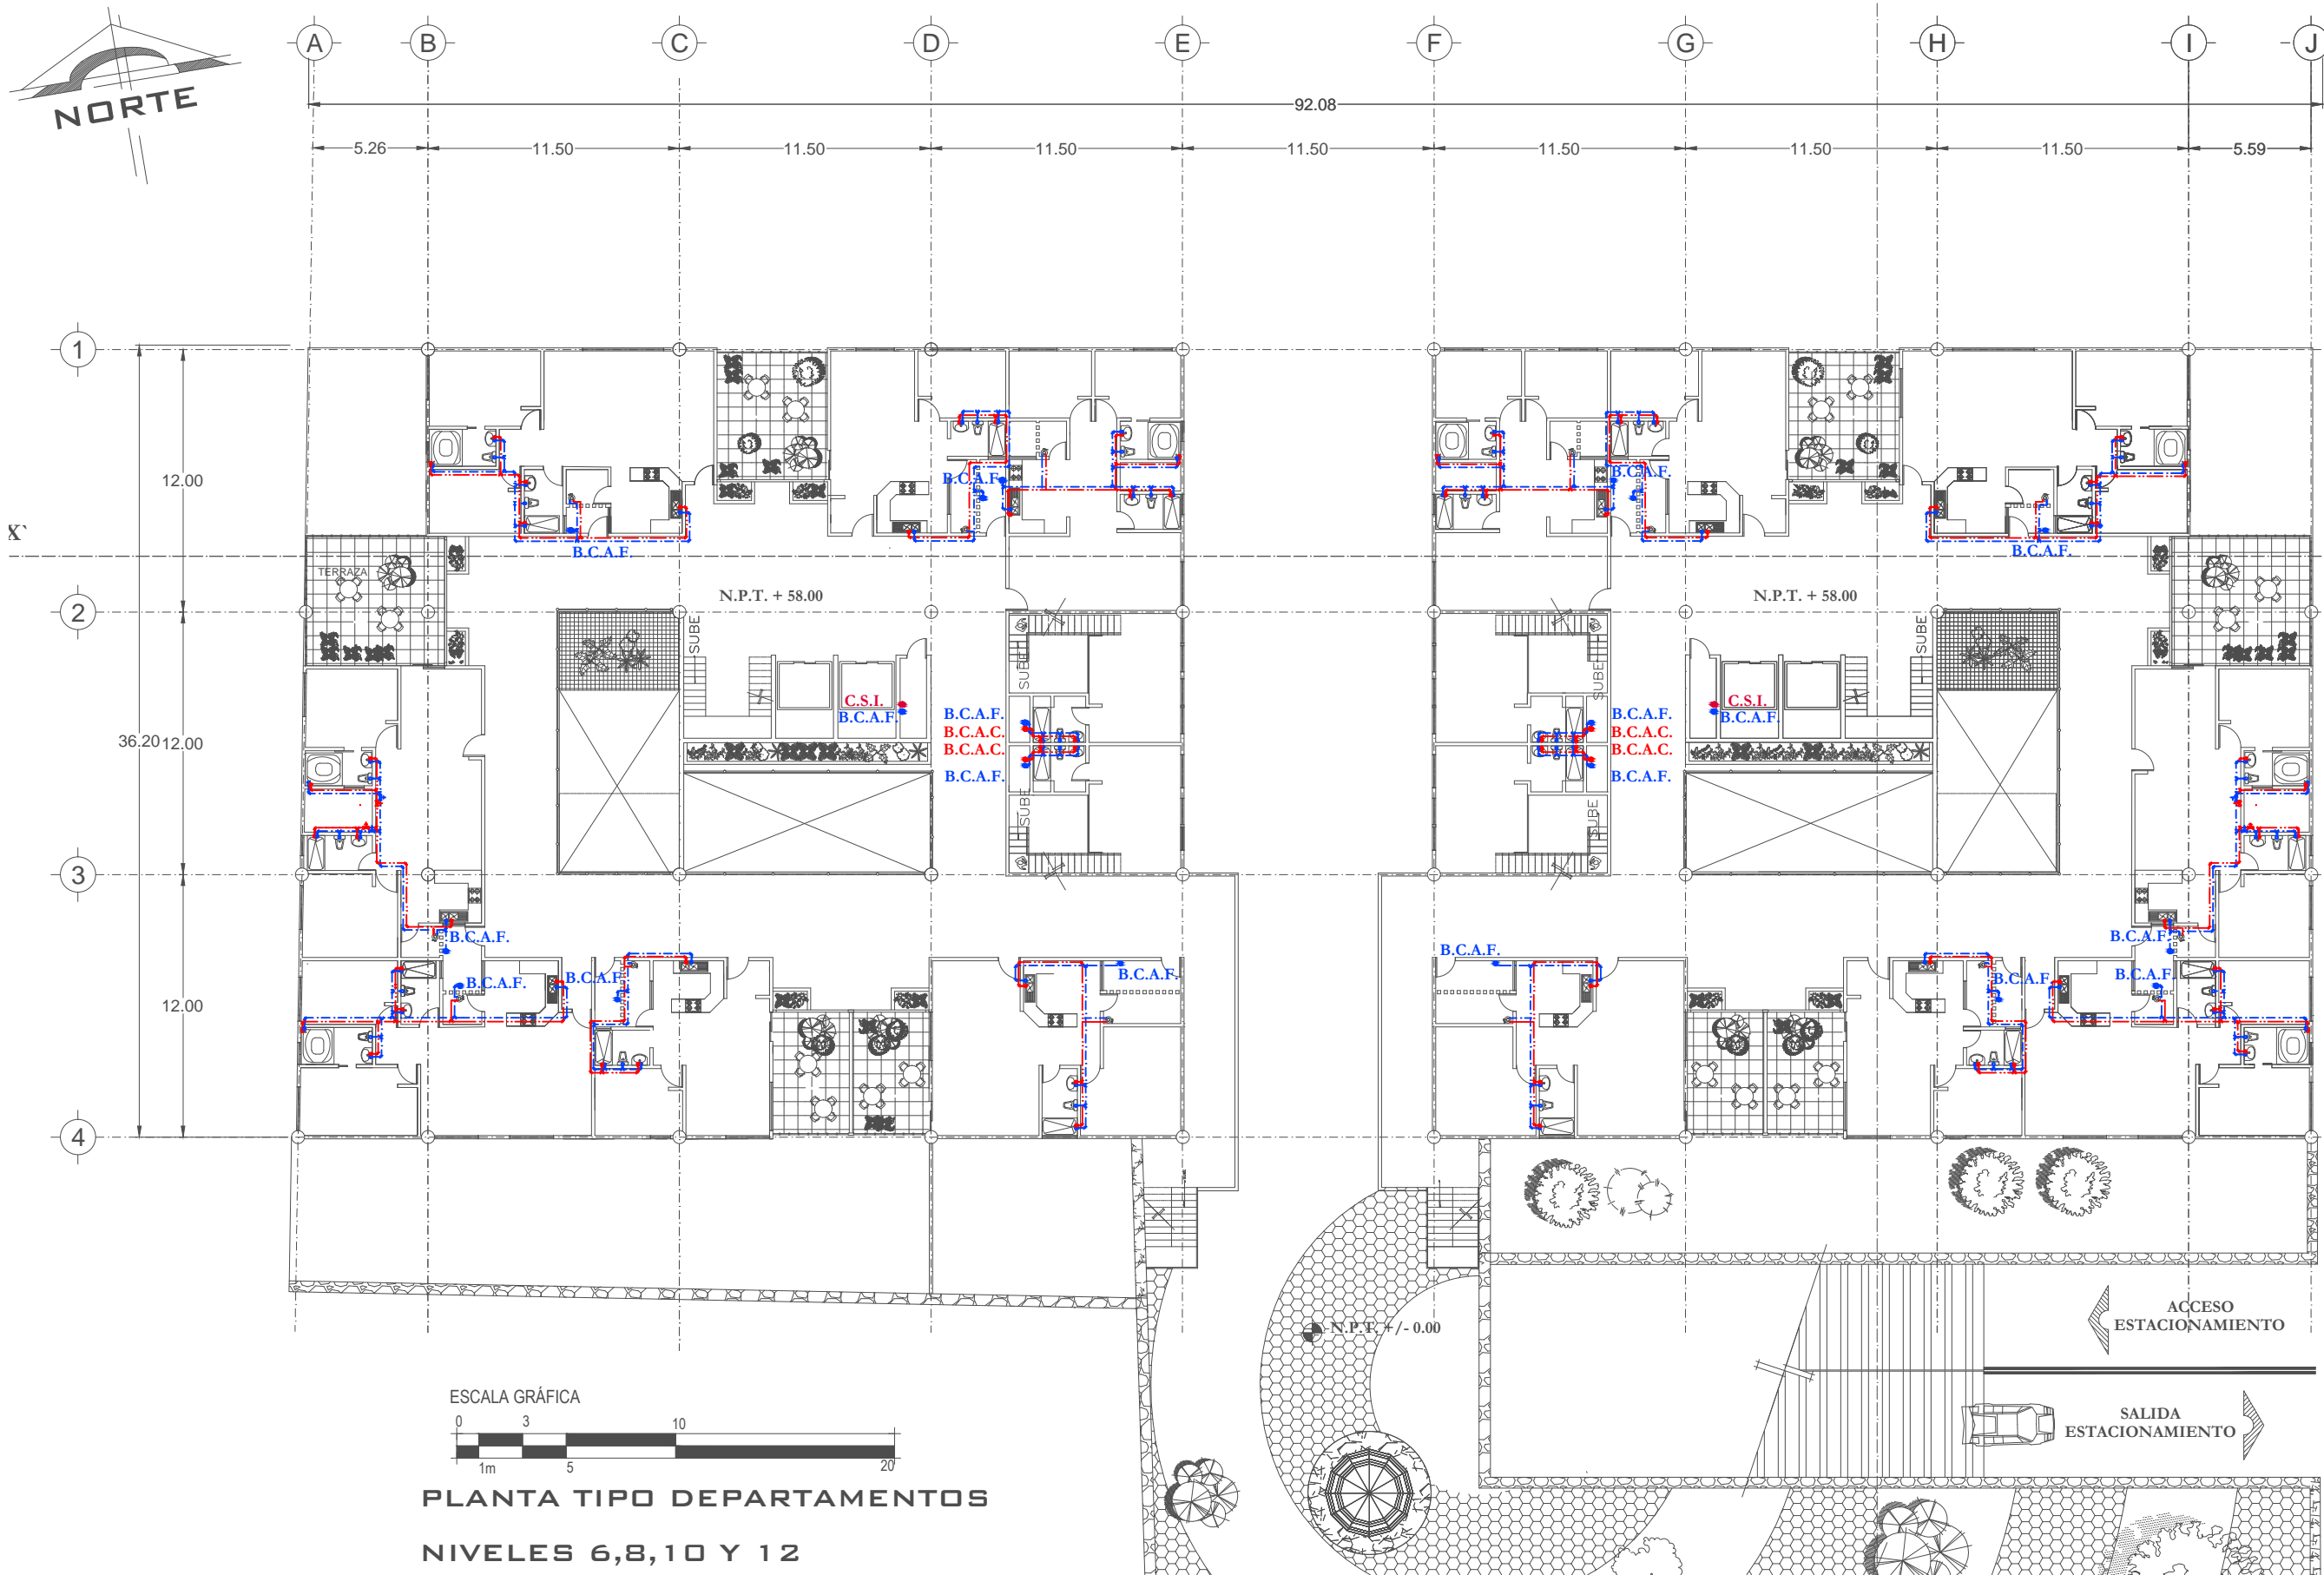 A
B
C
D
E
F
G
H
I
J
NORTE
92.08
5.26
11.50
11.50
11.50
11.50
11.50
11.50
11.50
5.59
1
12.00
B.C.A.F.
B.C.A.F.
X`
B.C.A.F.
B.C.A.F.
TERRAZA
N.P.T. + 58.00
N.P.T. + 58.00
2
SUBE
SUBE
SUBE
SUBE
C.S.I.
B.C.A.F.
B.C.A.F.
B.C.A.C.
B.C.A.C.
B.C.A.F.
B.C.A.F.
B.C.A.C.
B.C.A.C.
B.C.A.F.
C.S.I.
B.C.A.F.
36.20
12.00
SUBE
SUBE
3
B.C.A.F.
B.C.A.F.
B.C.A.F.
B.C.A.F.
B.C.A.F.
B.C.A.F.
B.C.A.F.
B.C.A.F.
12.00
4
N.P.T. +/- 0.00
ACCESO
ESTACIONAMIENTO
SALIDA
ESTACIONAMIENTO
ESCALA GRÁFICA
0 3 10
1m 5 20
PLANTA TIPO DEPARTAMENTOS
NIVELES 6,8,10 Y 12